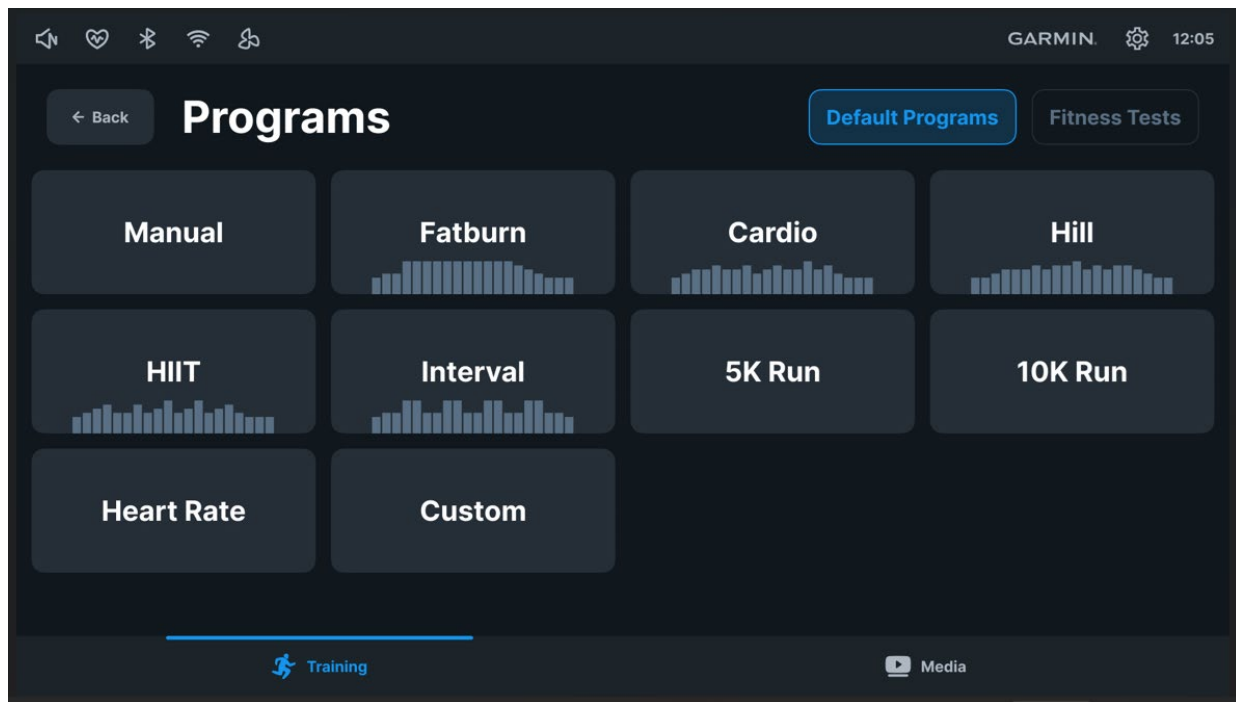 GARMIN. 12:05
← Back Programs Default Programs Fitness Tests
Manual Fatburn Cardio Hill
HIIT Interval 5K Run 10K Run
Heart Rate Custom
Training Media